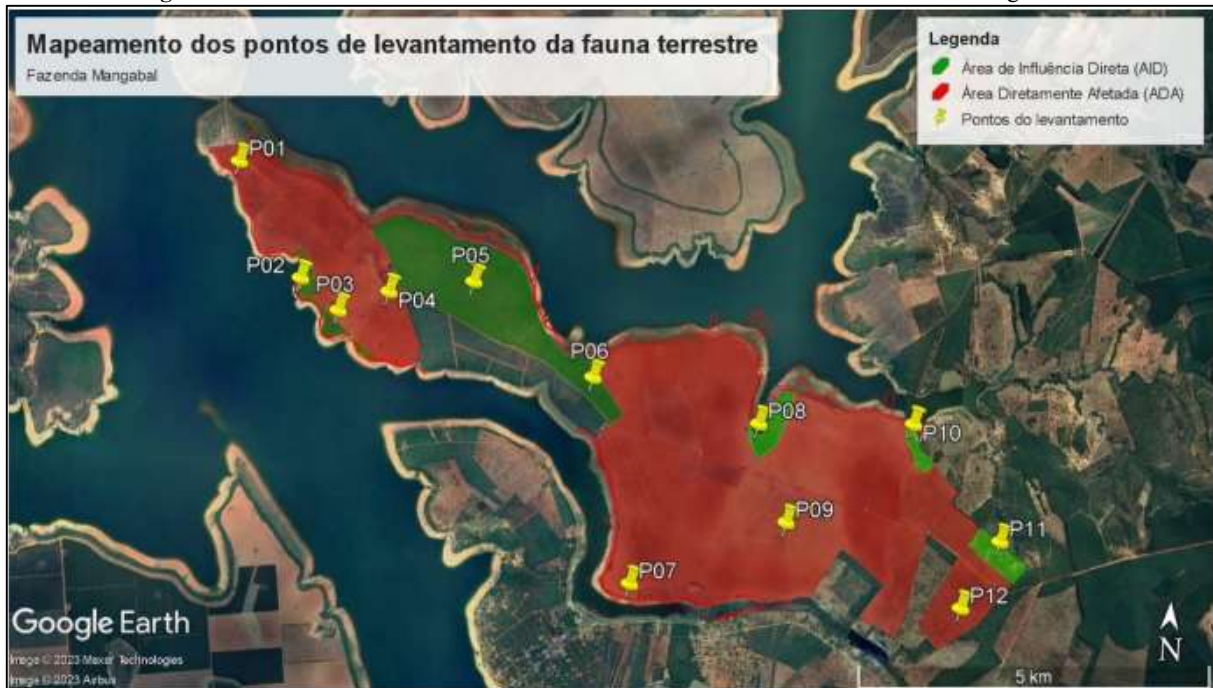 Mapeamento dos pontos de levantamento da fauna terrestre
Fazenda Mangabal
Legenda
Área de Influência Direta (AID)
Área Diretamente Afetada (ADA)
Pontos do levantamento
P01
P02
P03
P04
P05
P06
P07
P08
P09
P10
P11
P12
Google Earth
Image © 2023 Maxar Technologies
Image © 2023 Airbus
N
5 km